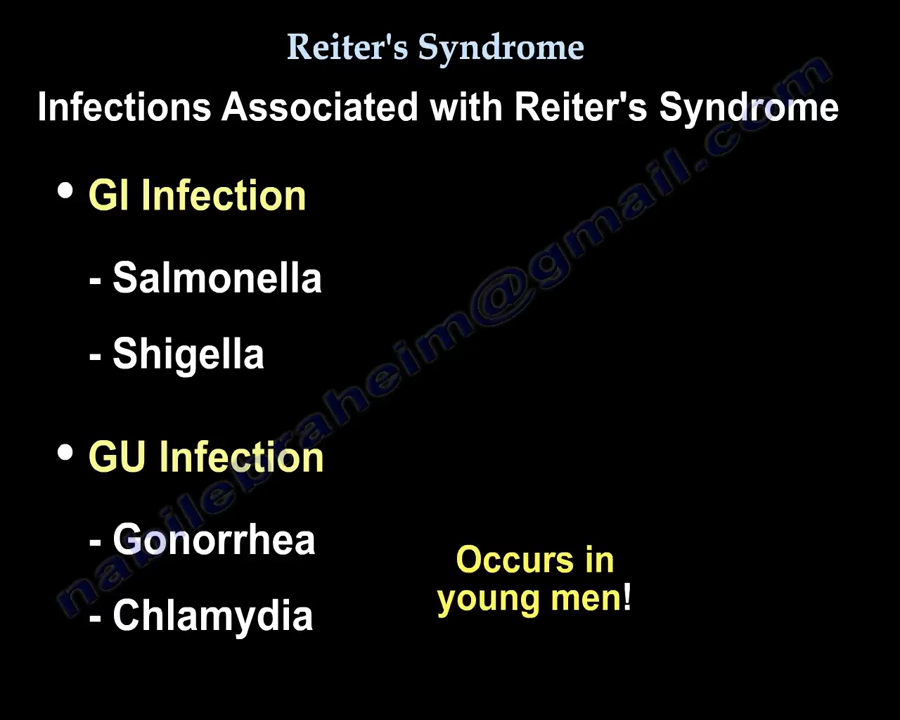 Reiter's Syndrome
Infections Associated with Reiter's Syndrome
• GI Infection
- Salmonella
- Shigella
• GU Infection
- Gonorrhea
- Chlamydia
Occurs in
young men!
nabilebraheim@gmail.com